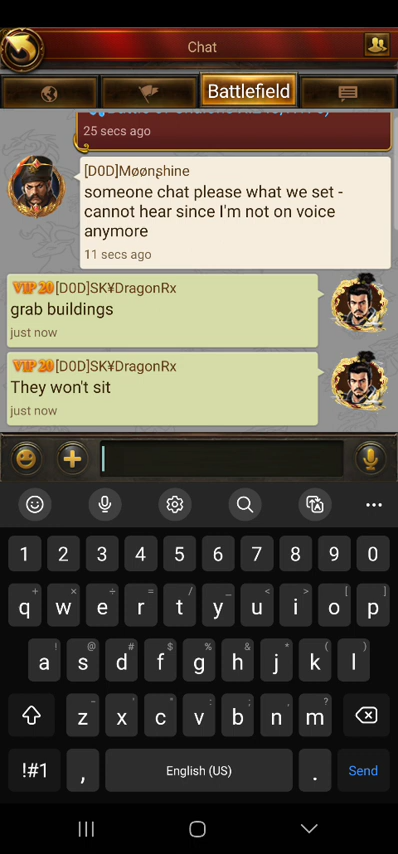 Chat
Battlefield
25 secs ago
[D0D]Møønşhine
someone chat please what we set -
cannot hear since I'm not on voice
anymore
11 secs ago
VIP 20 [D0D]SK¥DragonRx
grab buildings
just now
VIP 20 [D0D]SK¥DragonRx
They won't sit
just now
1 2 3 4 5 6 7 8 9 0
+ × ÷ = / _ < > [ ]
q w e r t y u i o p
! @ # $ % & * ( )
a s d f g h j k l
- " ' : ; , ?
z x c v b n m
!#1 , English (US) . Send